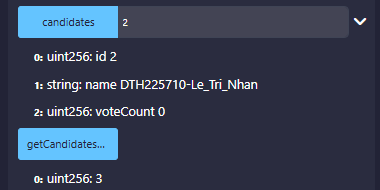 candidates 2
0: uint256: id 2
1: string: name DTH225710-Le_Tri_Nhan
2: uint256: voteCount 0
getCandidates...
0: uint256: 3